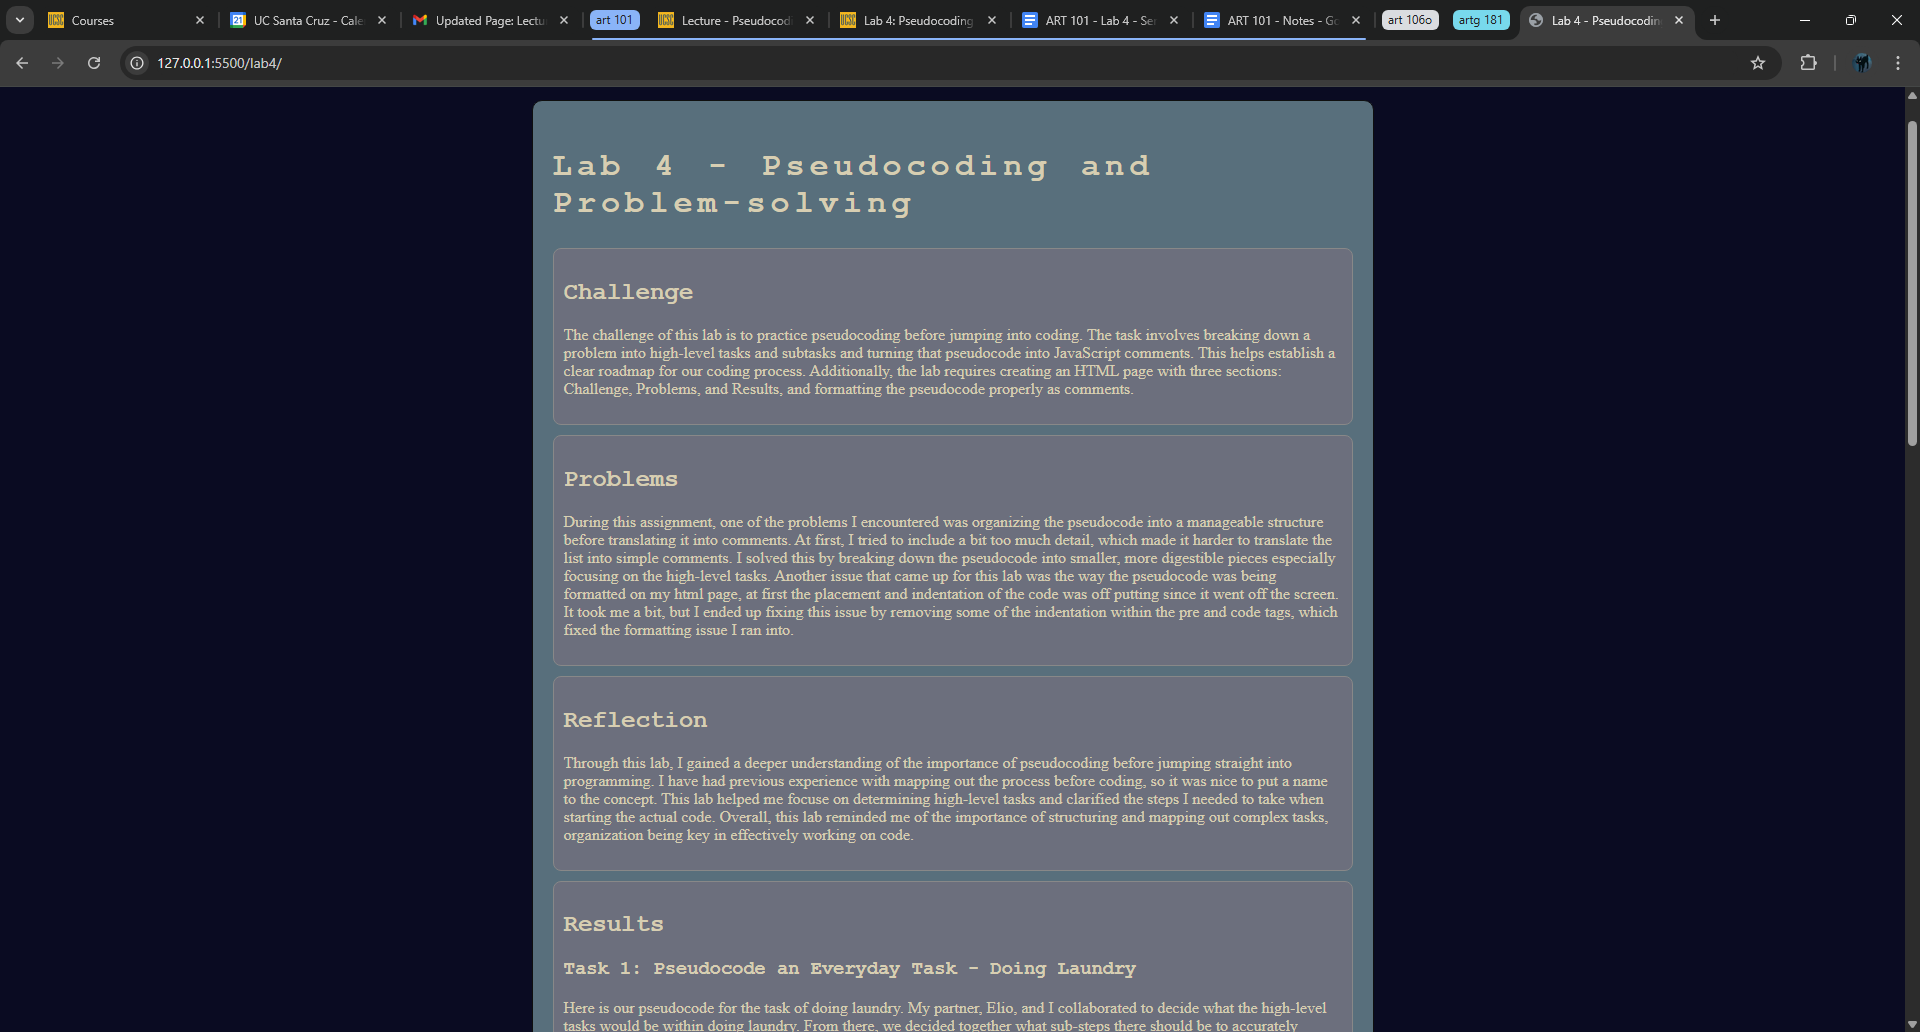 Courses
21
UC Santa Cruz - Cale
Updated Page: Lectu
art 101
UCSC
Lecture - Pseudocodi
UCSC
Lab 4: Pseudocoding
ART 101 - Lab 4 - Ser
ART 101 - Notes - Go
art 106o
artg 181
Lab 4 - Pseudocodin
127.0.0.1:5500/lab4/
Lab 4 - Pseudocoding and
Problem-solving
Challenge
The challenge of this lab is to practice pseudocoding before jumping into coding. The task involves breaking down a
problem into high-level tasks and subtasks and turning that pseudocode into JavaScript comments. This helps establish a
clear roadmap for our coding process. Additionally, the lab requires creating an HTML page with three sections:
Challenge, Problems, and Results, and formatting the pseudocode properly as comments.
Problems
During this assignment, one of the problems I encountered was organizing the pseudocode into a manageable structure
before translating it into comments. At first, I tried to include a bit too much detail, which made it harder to translate the
list into simple comments. I solved this by breaking down the pseudocode into smaller, more digestible pieces especially
focusing on the high-level tasks. Another issue that came up for this lab was the way the pseudocode was being
formatted on my html page, at first the placement and indentation of the code was off putting since it went off the screen.
It took me a bit, but I ended up fixing this issue by removing some of the indentation within the pre and code tags, which
fixed the formatting issue I ran into.
Reflection
Through this lab, I gained a deeper understanding of the importance of pseudocoding before jumping straight into
programming. I have had previous experience with mapping out the process before coding, so it was nice to put a name
to the concept. This lab helped me focus on determining high-level tasks and clarified the steps I needed to take when
starting the actual code. Overall, this lab reminded me of the importance of structuring and mapping out complex tasks,
organization being key in effectively working on code.
Results
Task 1: Pseudocode an Everyday Task - Doing Laundry
Here is our pseudocode for the task of doing laundry. My partner, Elio, and I collaborated to decide what the high-level
tasks would be within doing laundry. From there, we decided together what sub-steps there should be to accurately